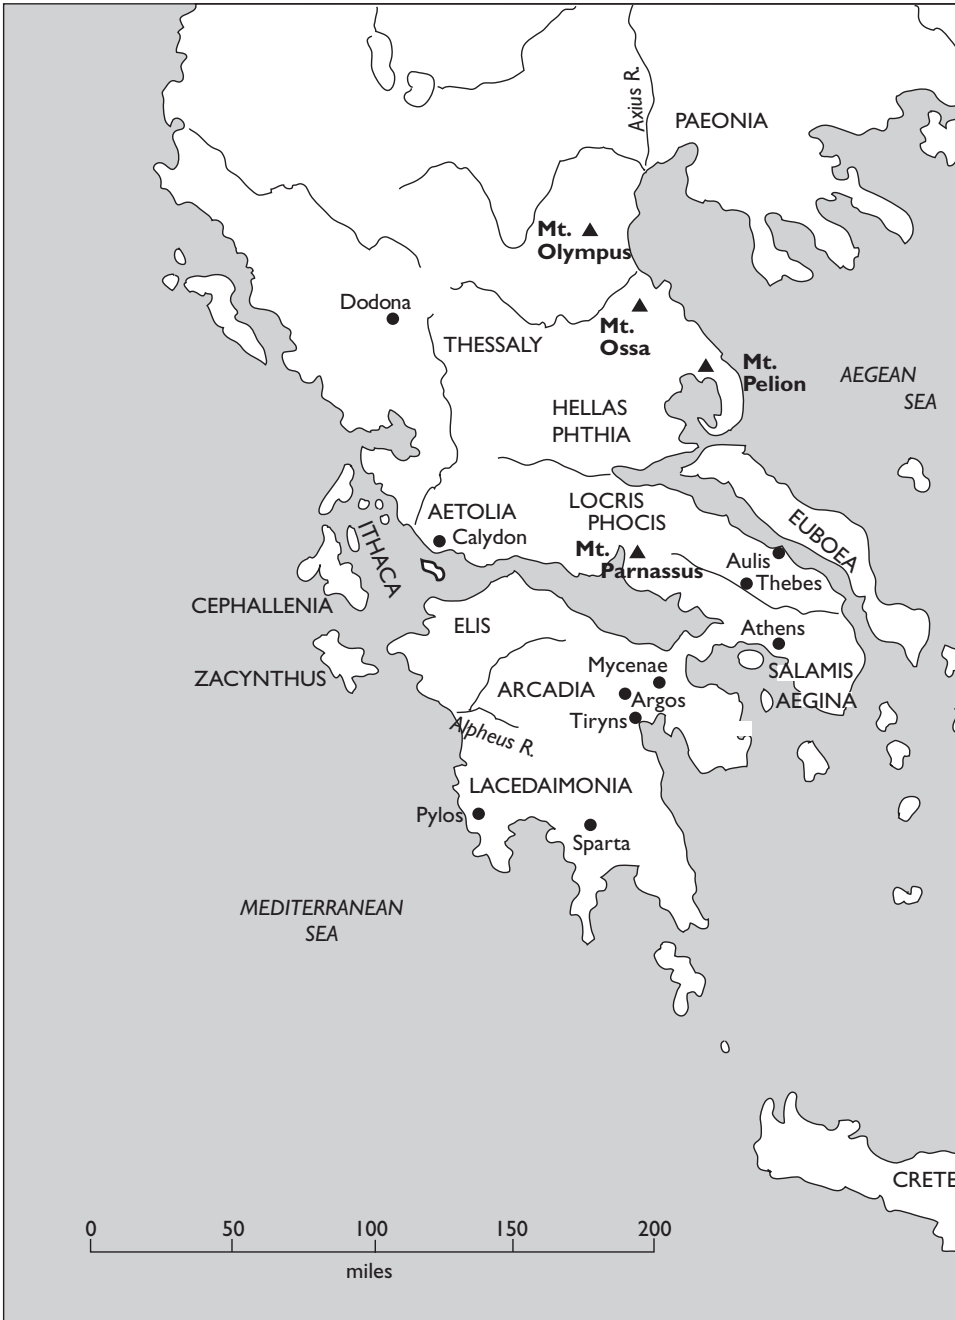 Axius R.
PAEONIA
Mt.
Olympus
Dodona
Mt.
Ossa
THESSALY
Mt.
Pelion
AEGEAN
SEA
HELLAS
PHTHIA
AETOLIA
Calydon
LOCRIS
PHOCIS
Mt.
Parnassus
EUBOEA
Aulis
Thebes
ITHACA
CEPHALLENIA
ELIS
Athens
ZACYNTHUS
Mycenae
SALAMIS
ARCADIA
Argos
AEGINA
Tiryns
Alpheus R.
LACEDAIMONIA
Pylos
Sparta
MEDITERRANEAN
SEA
CRETE
0 50 100 150 200
miles